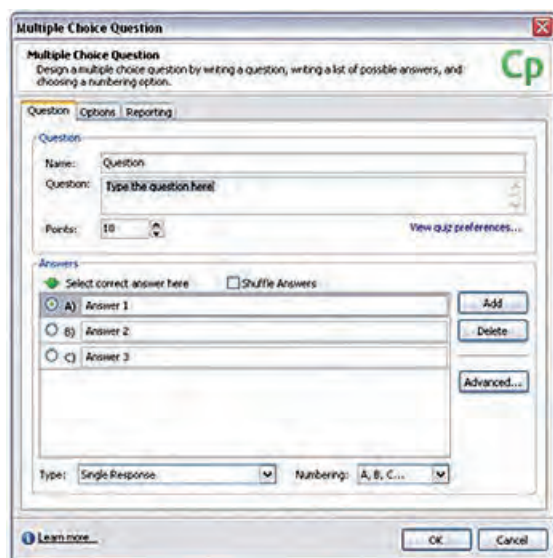 Multiple Choice Question
Multiple Choice Question
Design a multiple choice question by writing a question, writing a list of possible answers, and
choosing a numbering option.
Cp
Question Options Reporting
Question
Name: Question
Question: Type the question here
Points: 10
View quiz preferences...
Answers
Select correct answer here Shuffle Answers
A) Answer 1
B) Answer 2
C) Answer 3
Add
Delete
Advanced...
Type: Single Response Numbering: A, B, C...
Learn more...
OK Cancel